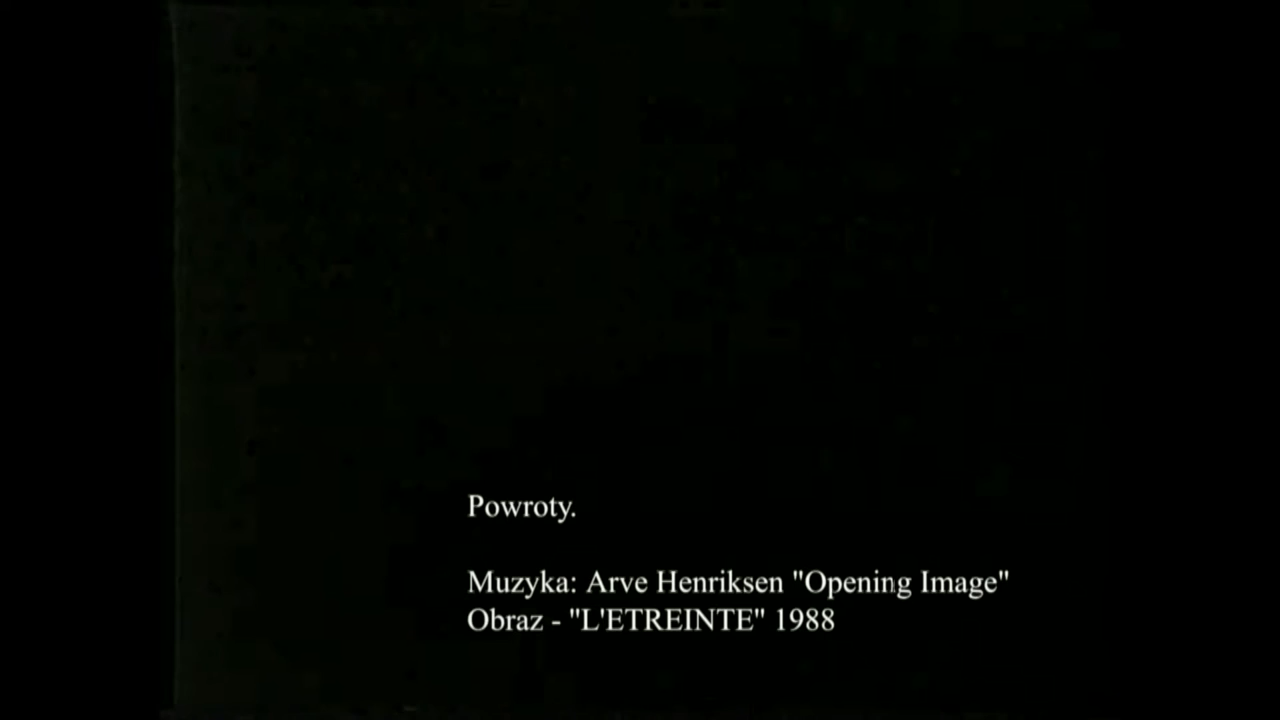 Powroty.
Muzyka: Arve Henriksen "Opening Image"
Obraz - "L'ETREINTE" 1988